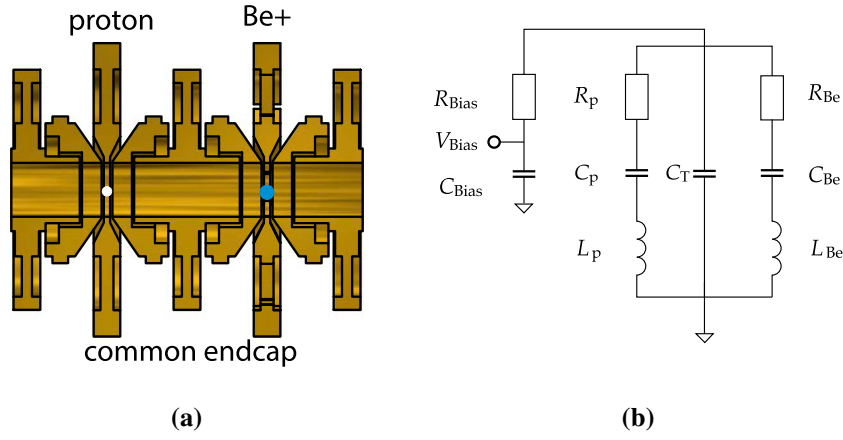 proton
Be+
common endcap
(a)
R_Bias
V_Bias
C_Bias
R_p
C_p
L_p
C_T
R_Be
C_Be
L_Be
(b)